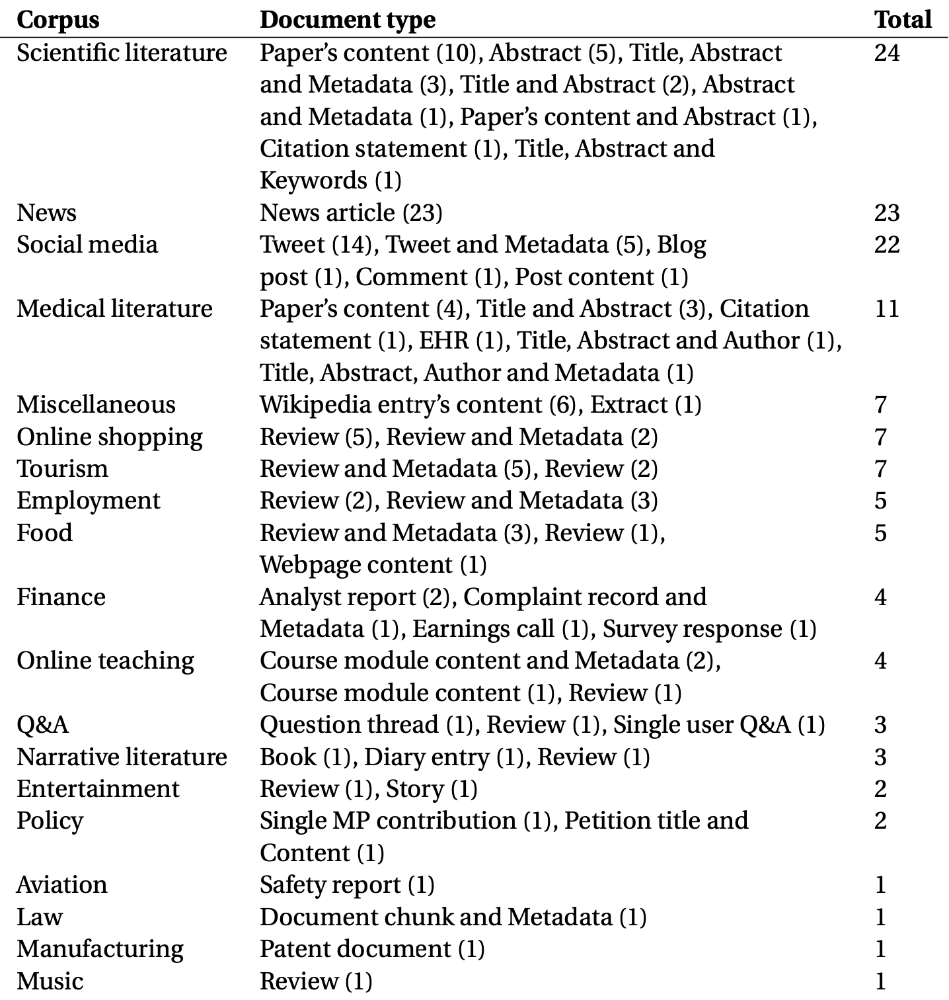 Corpus Document type Total
Scientific literature Paper’s content (10), Abstract (5), Title, Abstract 24
and Metadata (3), Title and Abstract (2), Abstract
and Metadata (1), Paper’s content and Abstract (1),
Citation statement (1), Title, Abstract and
Keywords (1)
News News article (23) 23
Social media Tweet (14), Tweet and Metadata (5), Blog 22
post (1), Comment (1), Post content (1)
Medical literature Paper’s content (4), Title and Abstract (3), Citation 11
statement (1), EHR (1), Title, Abstract and Author (1),
Title, Abstract, Author and Metadata (1)
Miscellaneous Wikipedia entry’s content (6), Extract (1) 7
Online shopping Review (5), Review and Metadata (2) 7
Tourism Review and Metadata (5), Review (2) 7
Employment Review (2), Review and Metadata (3) 5
Food Review and Metadata (3), Review (1), 5
Webpage content (1)
Finance Analyst report (2), Complaint record and 4
Metadata (1), Earnings call (1), Survey response (1)
Online teaching Course module content and Metadata (2), 4
Course module content (1), Review (1)
Q&A Question thread (1), Review (1), Single user Q&A (1) 3
Narrative literature Book (1), Diary entry (1), Review (1) 3
Entertainment Review (1), Story (1) 2
Policy Single MP contribution (1), Petition title and 2
Content (1)
Aviation Safety report (1) 1
Law Document chunk and Metadata (1) 1
Manufacturing Patent document (1) 1
Music Review (1) 1